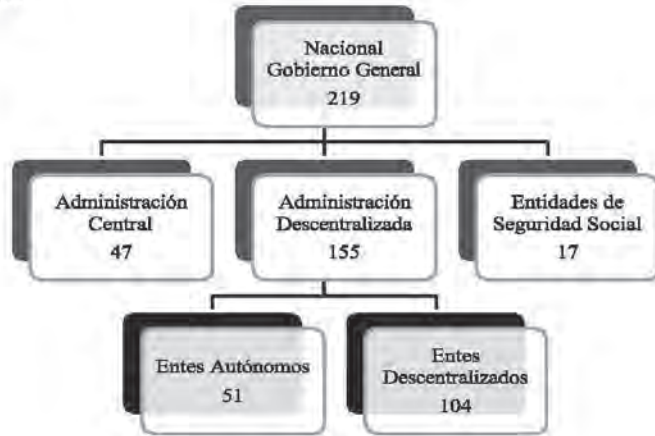 Nacional
Gobierno General
219
Administración
Central
47
Administración
Descentralizada
155
Entidades de
Seguridad Social
17
Entes Autónomos
51
Entes
Descentralizados
104